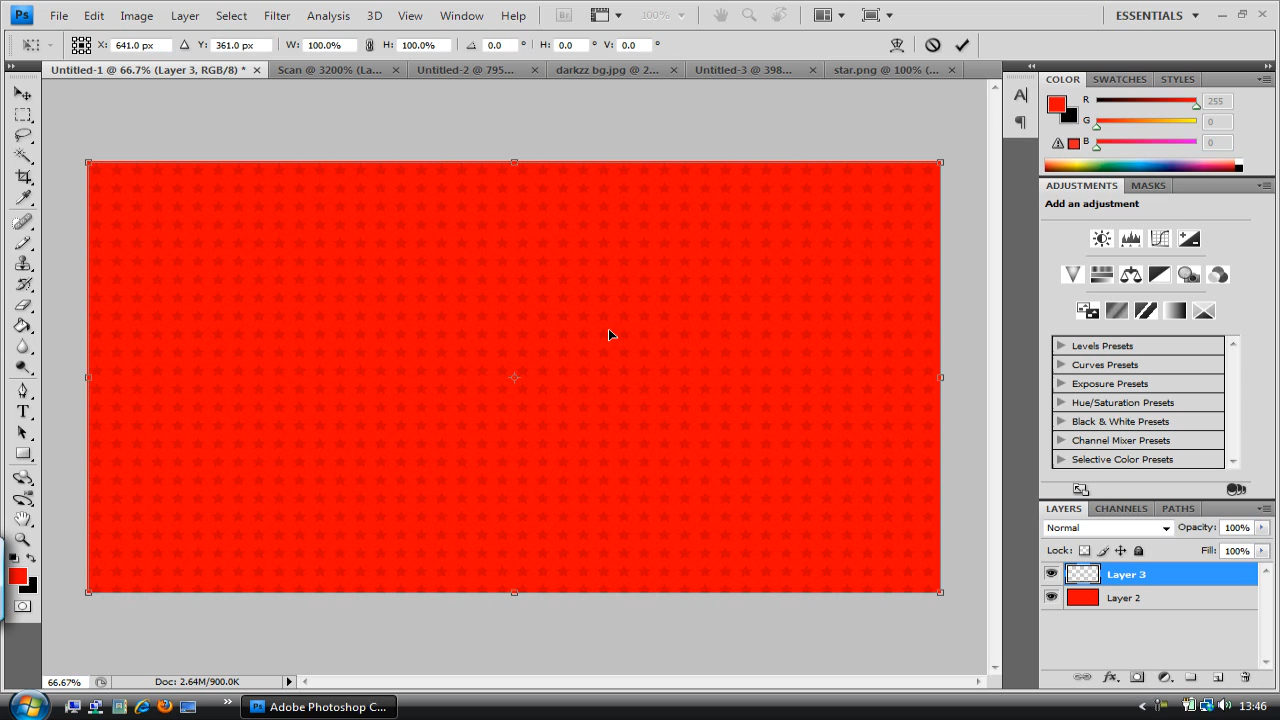 Ps File Edit Image Layer Select Filter Analysis 3D View Window Help Br 100% ESSENTIALS
X: 641.0 px Y: 361.0 px W: 100.0% H: 100.0% 0.0 ° H: 0.0 ° V: 0.0 °
Untitled-1 @ 66.7% (Layer 3, RGB/8) * Scan @ 3200% (La... Untitled-2 @ 795... darkzz bg.jpg @ 2... Untitled-3 @ 398... star.png @ 100% (...
COLOR SWATCHES STYLES
R 255
G 0
B 0
ADJUSTMENTS MASKS
Add an adjustment
Levels Presets
Curves Presets
Exposure Presets
Hue/Saturation Presets
Black & White Presets
Channel Mixer Presets
Selective Color Presets
LAYERS CHANNELS PATHS
Normal Opacity: 100%
Lock: Fill: 100%
Layer 3
Layer 2
66.67% Doc: 2.64M/900.0K
Ps Adobe Photoshop C... 13:46